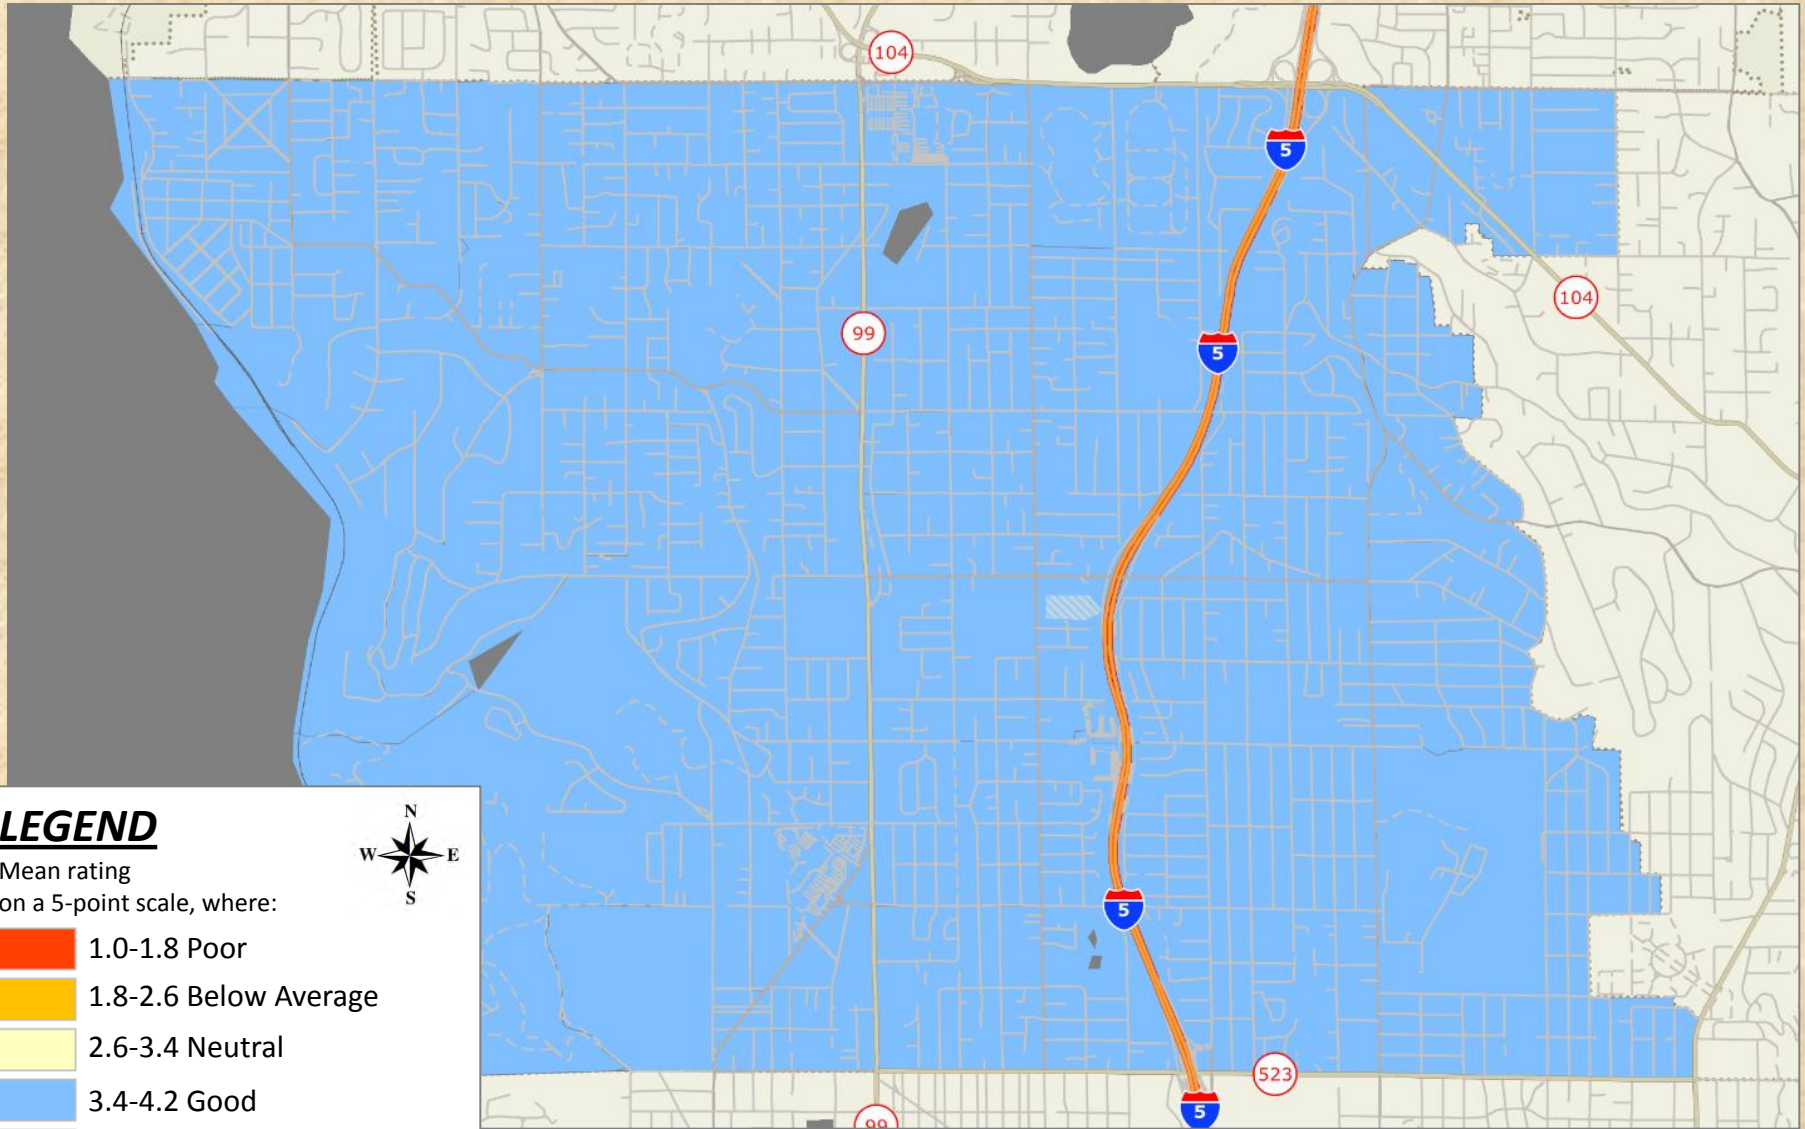 104
5
104
99
5
LEGEND
N
W E
S
Mean rating
on a 5-point scale, where:
5
1.0-1.8 Poor
1.8-2.6 Below Average
2.6-3.4 Neutral
523
3.4-4.2 Good
5
99